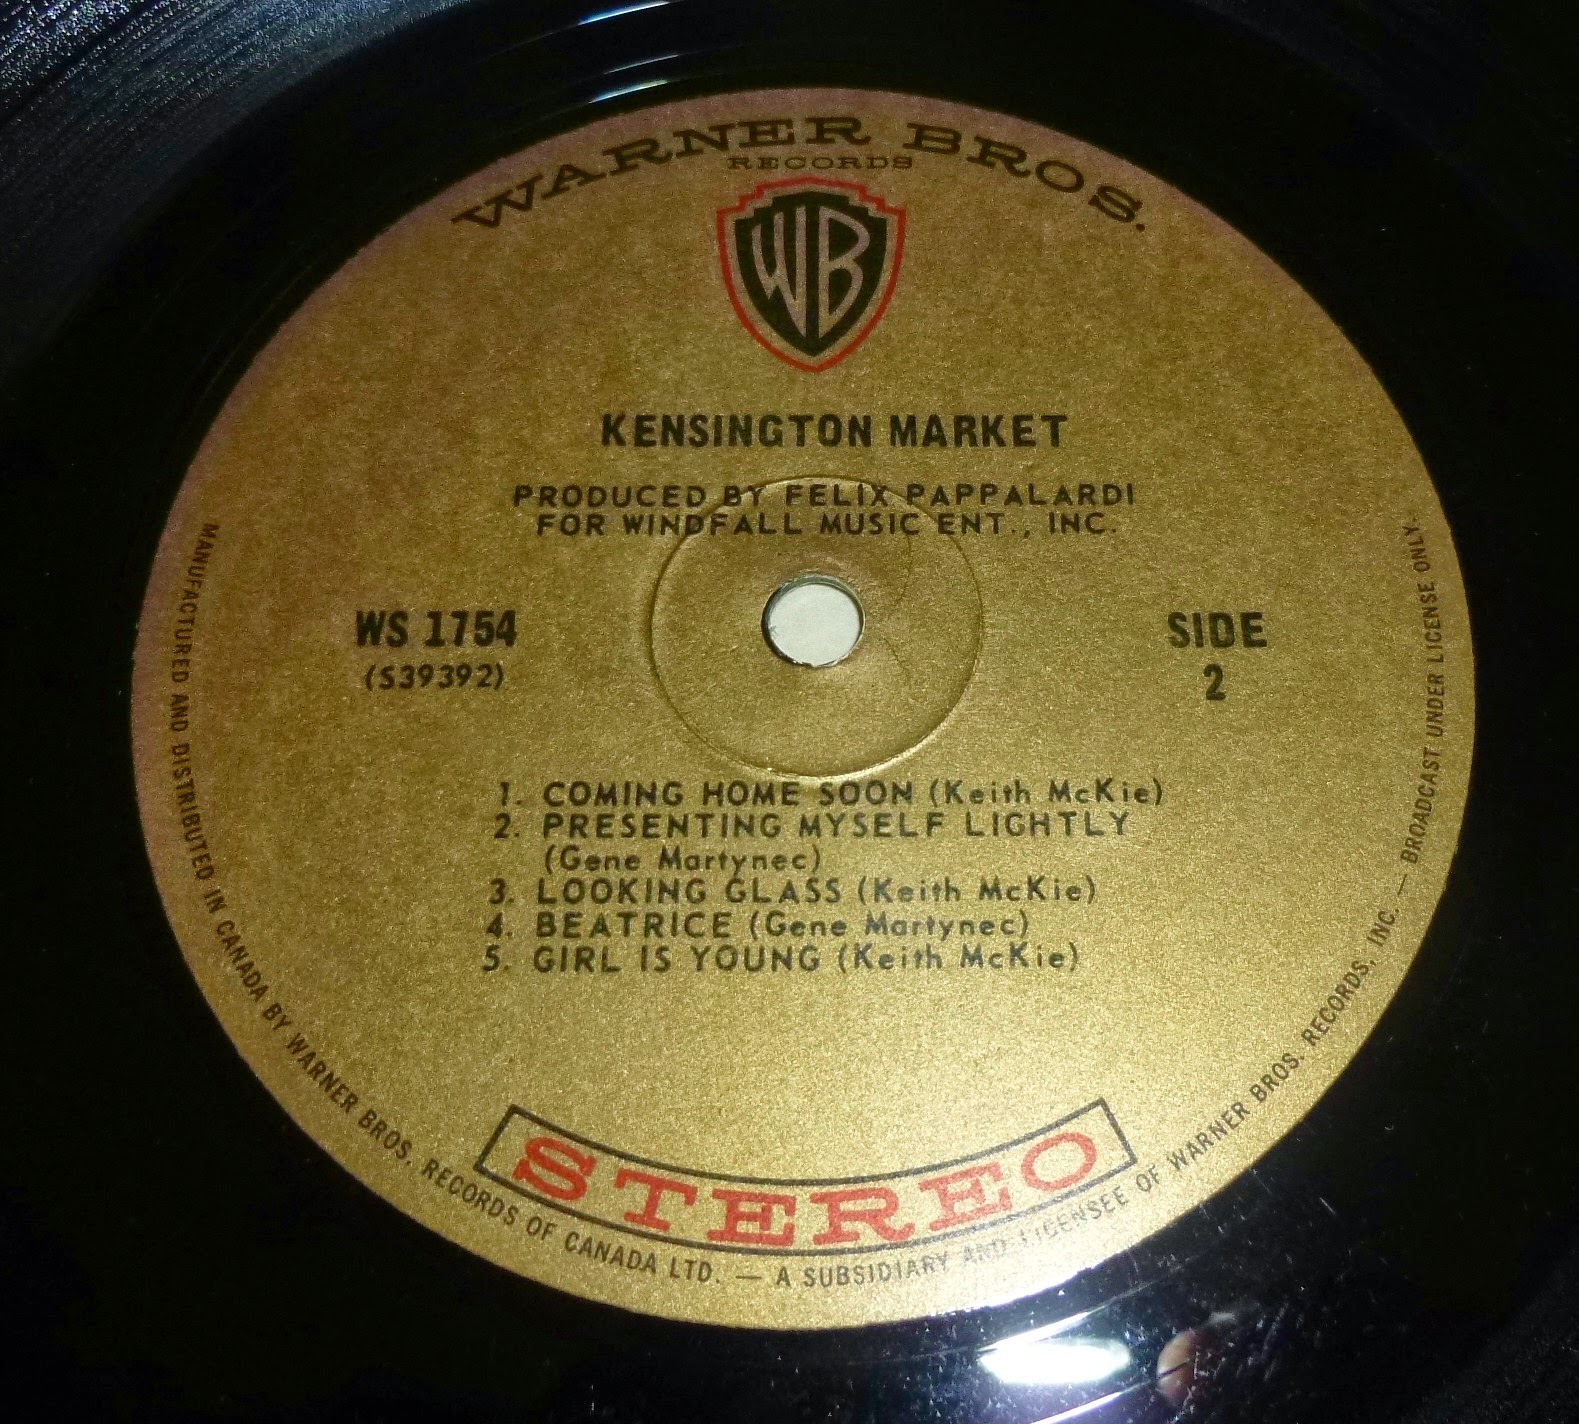 WARNER BROS.
RECORDS
WB
KENSINGTON MARKET
PRODUCED BY FELIX PAPPALARDI
FOR WINDFALL MUSIC ENT., INC.
WS 1754
(S39392)
SIDE
2
1. COMING HOME SOON (Keith McKie)
2. PRESENTING MYSELF LIGHTLY
(Gene Martynec)
3. LOOKING GLASS (Keith McKie)
4. BEATRICE (Gene Martynec)
5. GIRL IS YOUNG (Keith McKie)
STEREO
MANUFACTURED AND DISTRIBUTED IN CANADA BY WARNER BROS. RECORDS OF CANADA LTD. — A SUBSIDIARY AND LICENSEE OF WARNER BROS. RECORDS, INC. — BROADCAST UNDER LICENSE ONLY.